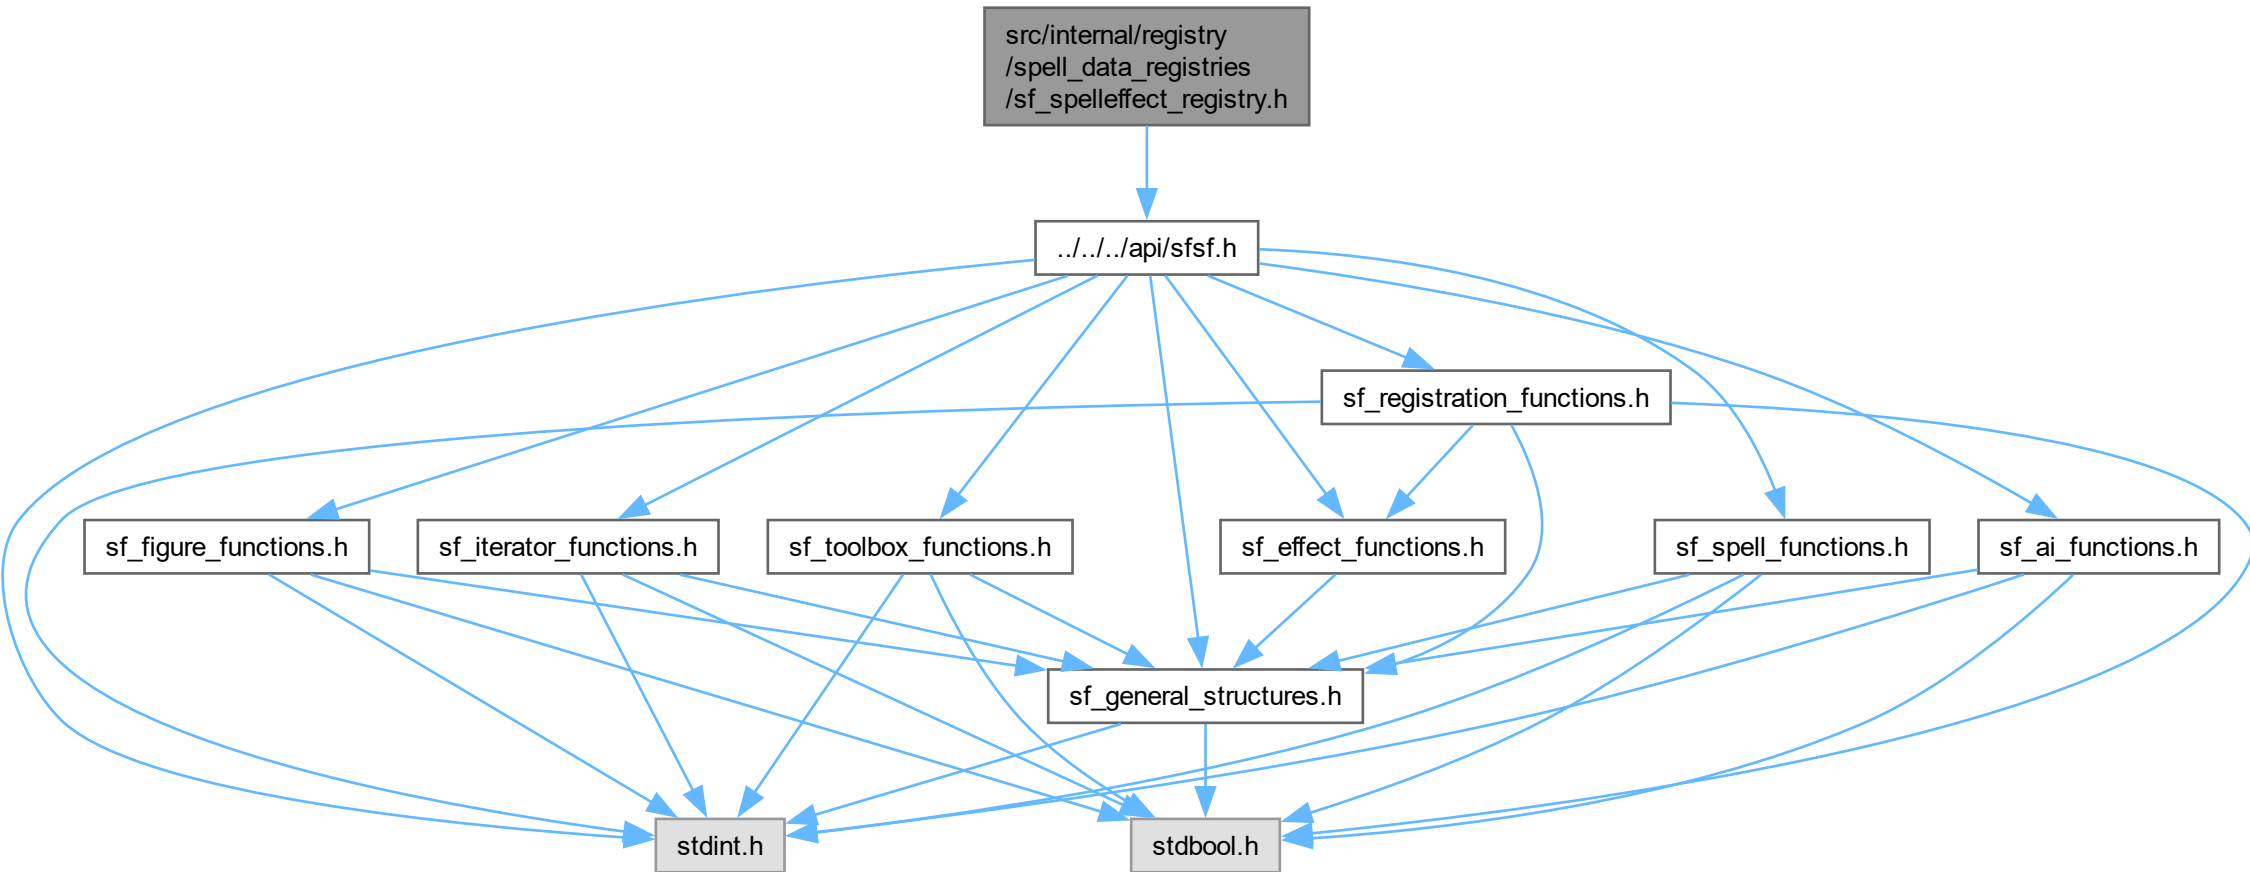 src/internal/registry
/spell_data_registries
/sf_spelleffect_registry.h
../../../api/sfsf.h
sf_registration_functions.h
sf_figure_functions.h
sf_iterator_functions.h
sf_toolbox_functions.h
sf_effect_functions.h
sf_spell_functions.h
sf_ai_functions.h
sf_general_structures.h
stdint.h
stdbool.h